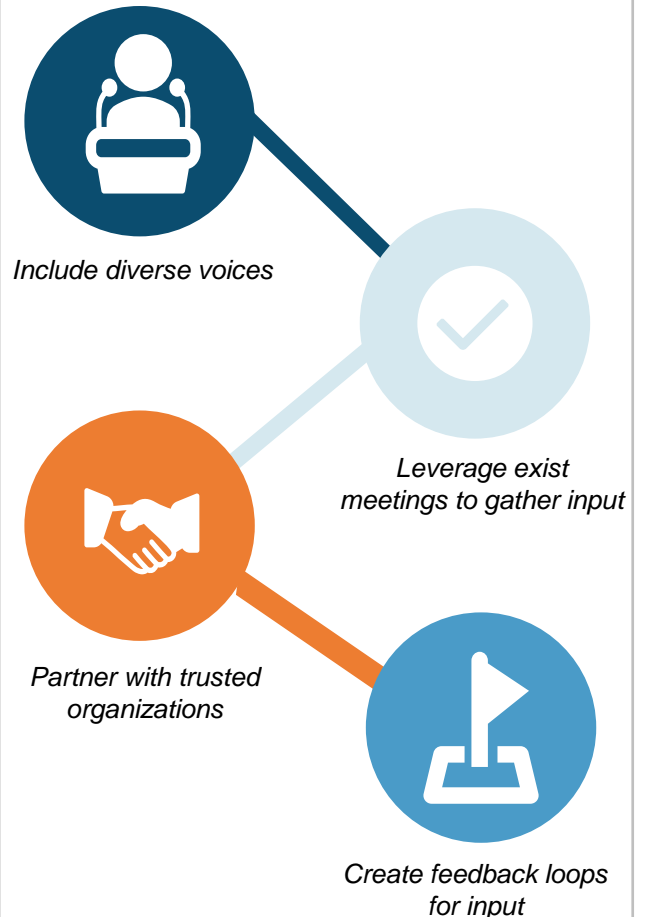 Include diverse voices
Leverage exist
meetings to gather input
Partner with trusted
organizations
Create feedback loops
for input